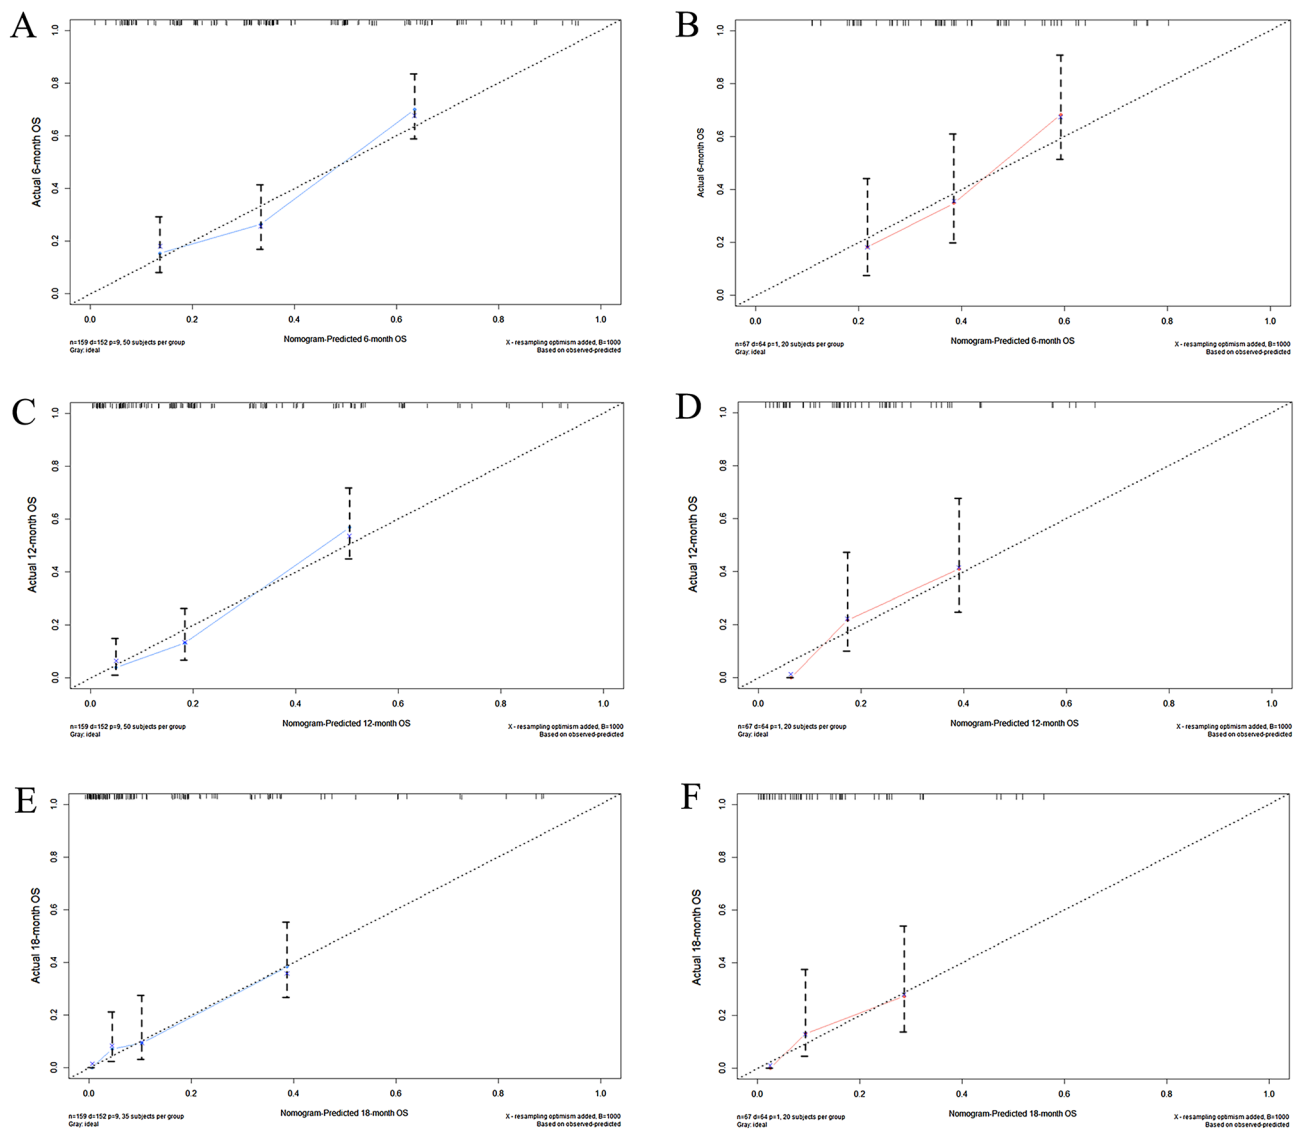 A
Actual 6-month OS
1.0
0.8
0.6
0.4
0.2
0.0
0.0 0.2 0.4 0.6 0.8 1.0
Nomogram-Predicted 6-month OS
n=159 d=152 p=9, 50 subjects per group
Gray: ideal
X - resampling optimism added, B=1000
Based on observed-predicted
B
Actual 6-month OS
1.0
0.8
0.6
0.4
0.2
0.0
0.0 0.2 0.4 0.6 0.8 1.0
Nomogram-Predicted 6-month OS
n=67 d=64 p=1, 20 subjects per group
Gray: ideal
X - resampling optimism added, B=1000
Based on observed-predicted
C
Actual 12-month OS
1.0
0.8
0.6
0.4
0.2
0.0
0.0 0.2 0.4 0.6 0.8 1.0
Nomogram-Predicted 12-month OS
n=159 d=152 p=9, 50 subjects per group
Gray: ideal
X - resampling optimism added, B=1000
Based on observed-predicted
D
Actual 12-month OS
1.0
0.8
0.6
0.4
0.2
0.0
0.0 0.2 0.4 0.6 0.8 1.0
Nomogram-Predicted 12-month OS
n=67 d=64 p=1, 20 subjects per group
Gray: ideal
X - resampling optimism added, B=1000
Based on observed-predicted
E
Actual 18-month OS
1.0
0.8
0.6
0.4
0.2
0.0
0.0 0.2 0.4 0.6 0.8 1.0
Nomogram-Predicted 18-month OS
n=159 d=152 p=9, 35 subjects per group
Gray: ideal
X - resampling optimism added, B=1000
Based on observed-predicted
F
Actual 18-month OS
1.0
0.8
0.6
0.4
0.2
0.0
0.0 0.2 0.4 0.6 0.8 1.0
Nomogram-Predicted 18-month OS
n=67 d=64 p=1, 20 subjects per group
Gray: ideal
X - resampling optimism added, B=1000
Based on observed-predicted